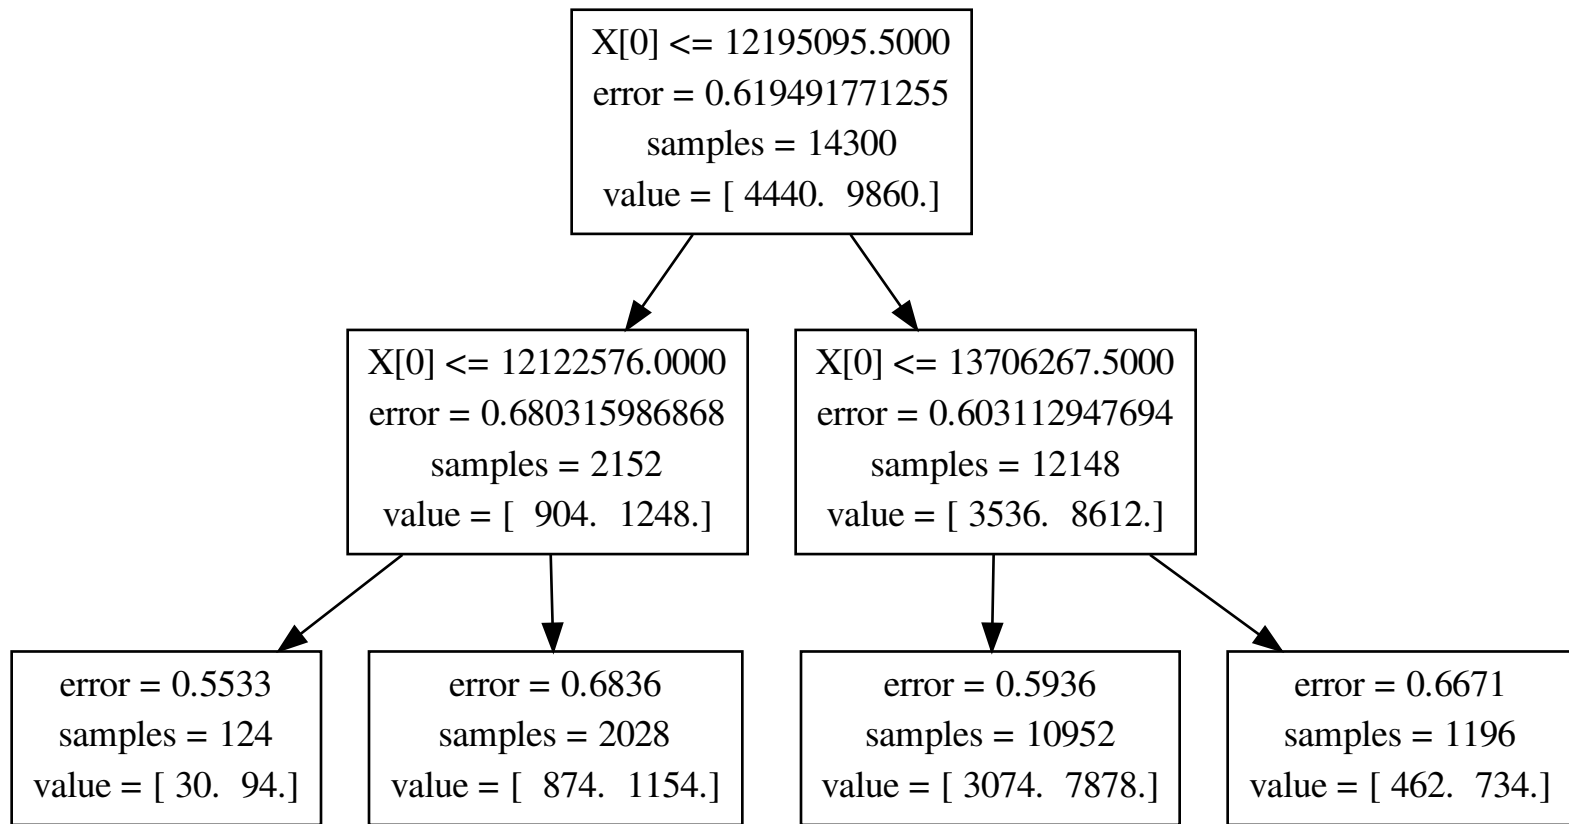 X[0] <= 12195095.5000
error = 0.619491771255
samples = 14300
value = [ 4440.  9860.]
X[0] <= 12122576.0000
error = 0.680315986868
samples = 2152
value = [  904.  1248.]
X[0] <= 13706267.5000
error = 0.603112947694
samples = 12148
value = [ 3536.  8612.]
error = 0.5533
samples = 124
value = [ 30.  94.]
error = 0.6836
samples = 2028
value = [  874.  1154.]
error = 0.5936
samples = 10952
value = [ 3074.  7878.]
error = 0.6671
samples = 1196
value = [ 462.  734.]